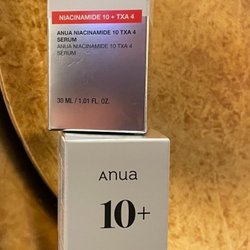 NIACINAMIDE 10 + TXA 4
ANUA NIACINAMIDE 10 TXA 4
SERUM
ANUA NIACINAMIDE 10 TXA 4
SÉRUM
30 ML / 1.01 FL. OZ.
Anua
10+